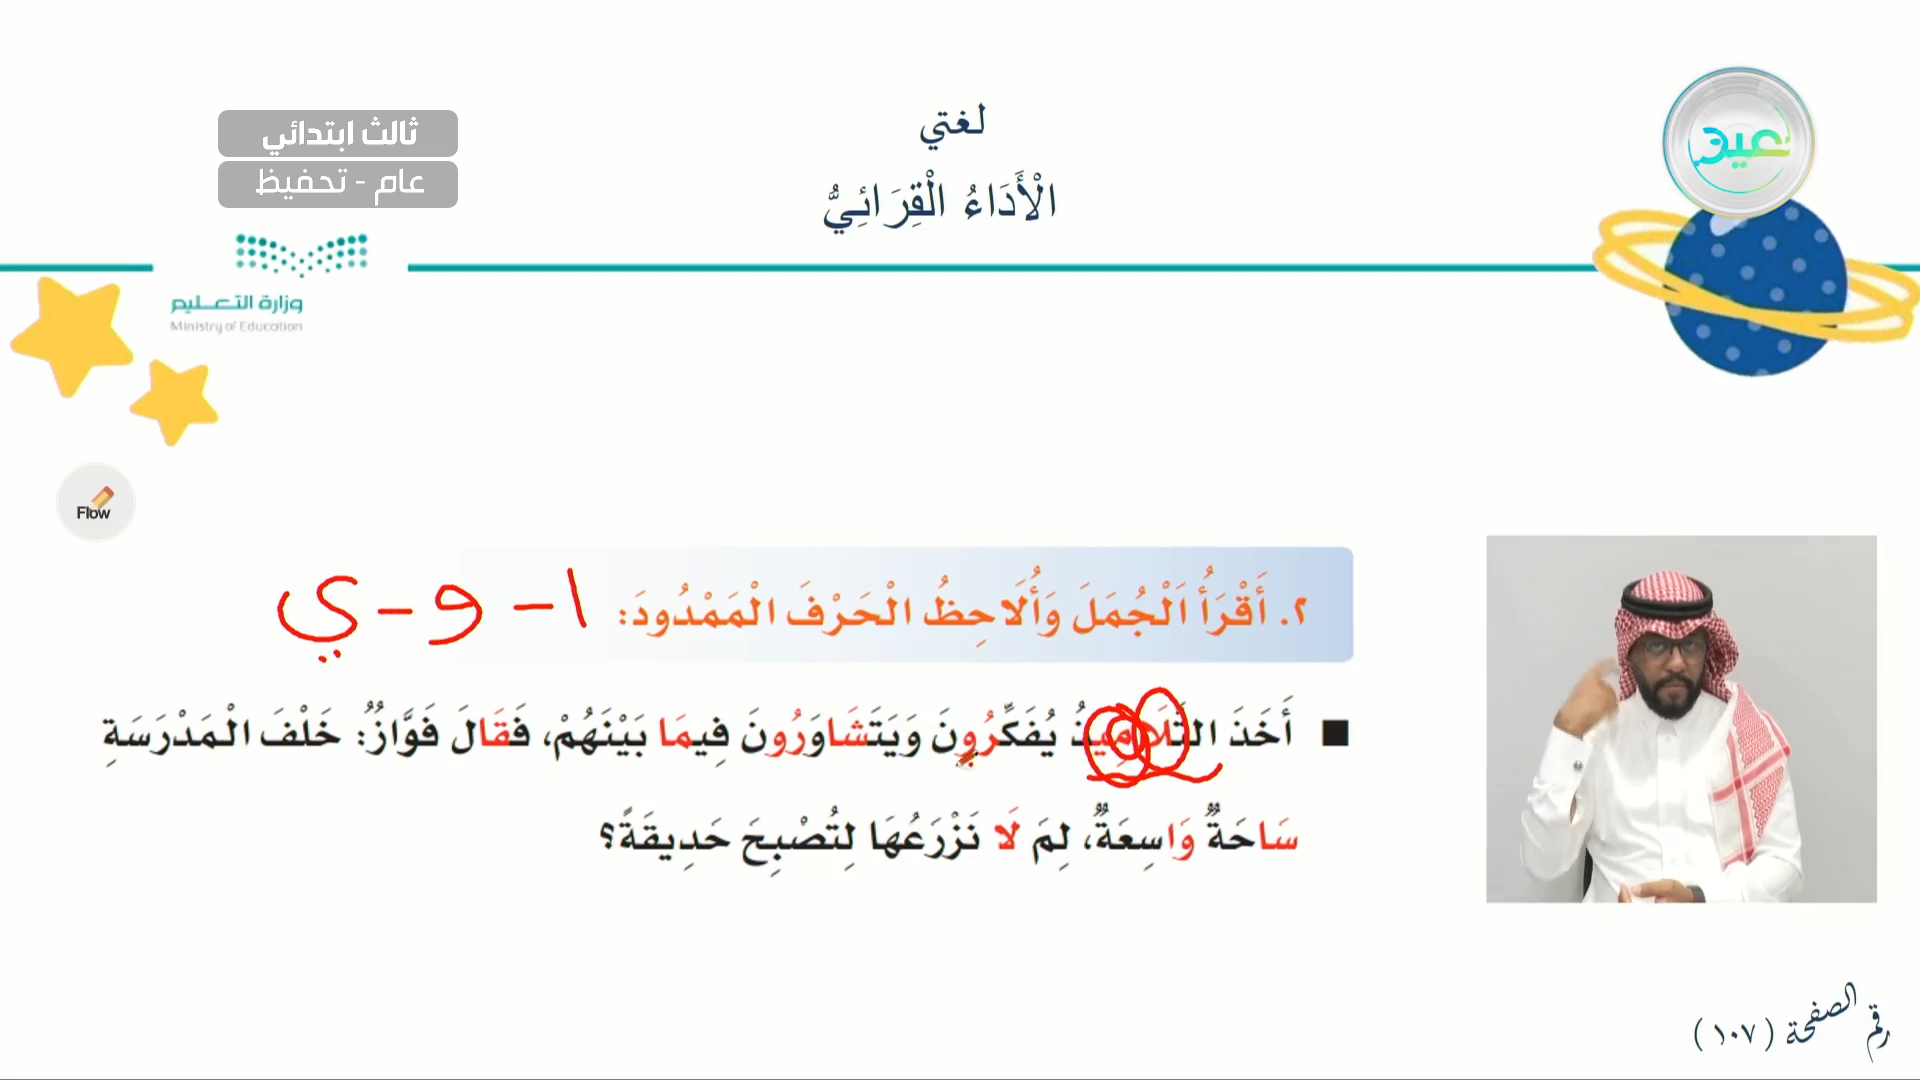 لغتي
الْأَدَاءُ الْقِرَائِيُّ
عين
ثالث ابتدائي
عام - تحفيظ
وزارة التعليم
Ministry of Education
Flow
٢. أَقْرَأُ اَلْجُمَلَ وَأُلَاحِظُ الْحَرْفَ الْمَمْدُودَ: ا - و - ي
■ أَخَذَ التَّلَامِيذُ يُفَكِّرُونَ وَيَتَشَاوَرُونَ فِيمَا بَيْنَهُمْ، فَقَالَ فَوَّازٌ: خَلْفَ الْمَدْرَسَةِ
سَاحَةٌ وَاسِعَةٌ، لِمَ لَا نَزْرَعُهَا لِتُصْبِحَ حَدِيقَةً؟
رقم الصفحة (١٠٧)